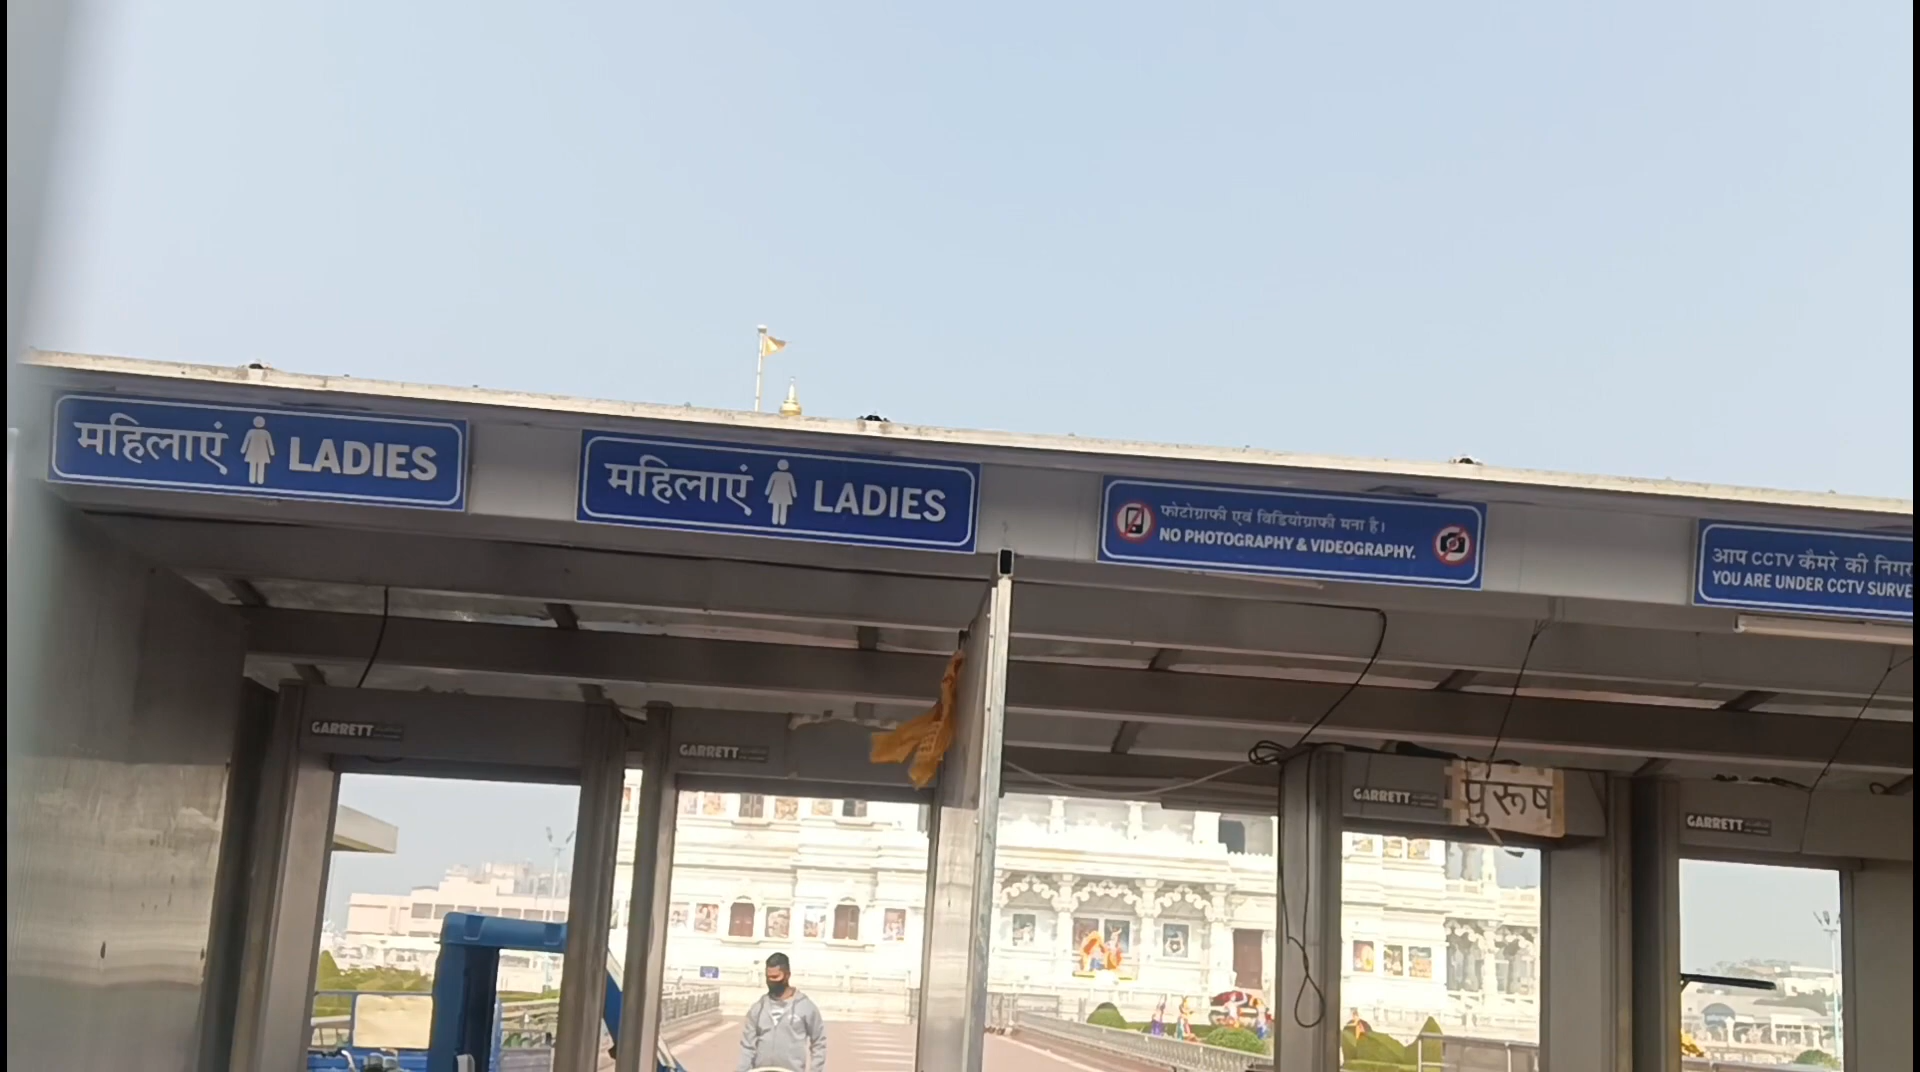 महिलाएं LADIES
महिलाएं LADIES
फोटोग्राफी एवं विडियोग्राफी मना है।
NO PHOTOGRAPHY & VIDEOGRAPHY.
आप CCTV कैमरे की
YOU ARE UNDER CCTV
GARRETT
GARRETT
GARRETT
पुरूष
GARRETT